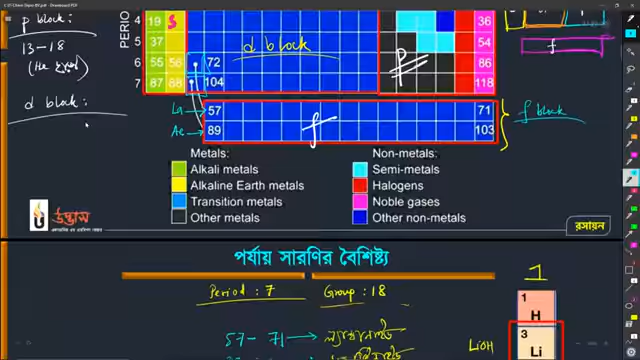 p block:
13-18
d block:
PERIOD
4 19 36
5 37 54
6 55 56 72 86
7 87 88 104 118
d block
p
La 57 71
Ac 89 103
f
f block
f
Metals:
Alkali metals
Alkaline Earth metals
Transition metals
Other metals
Non-metals:
Semi-metals
Halogens
Noble gases
Other non-metals
উদ্ভাস
রসায়ন
পর্যায় সারণির বৈশিষ্ট্য
Period : 7 Group : 18
57 - 71 → ল্যান্থানাইড
LiOH
1
1
H
3
Li